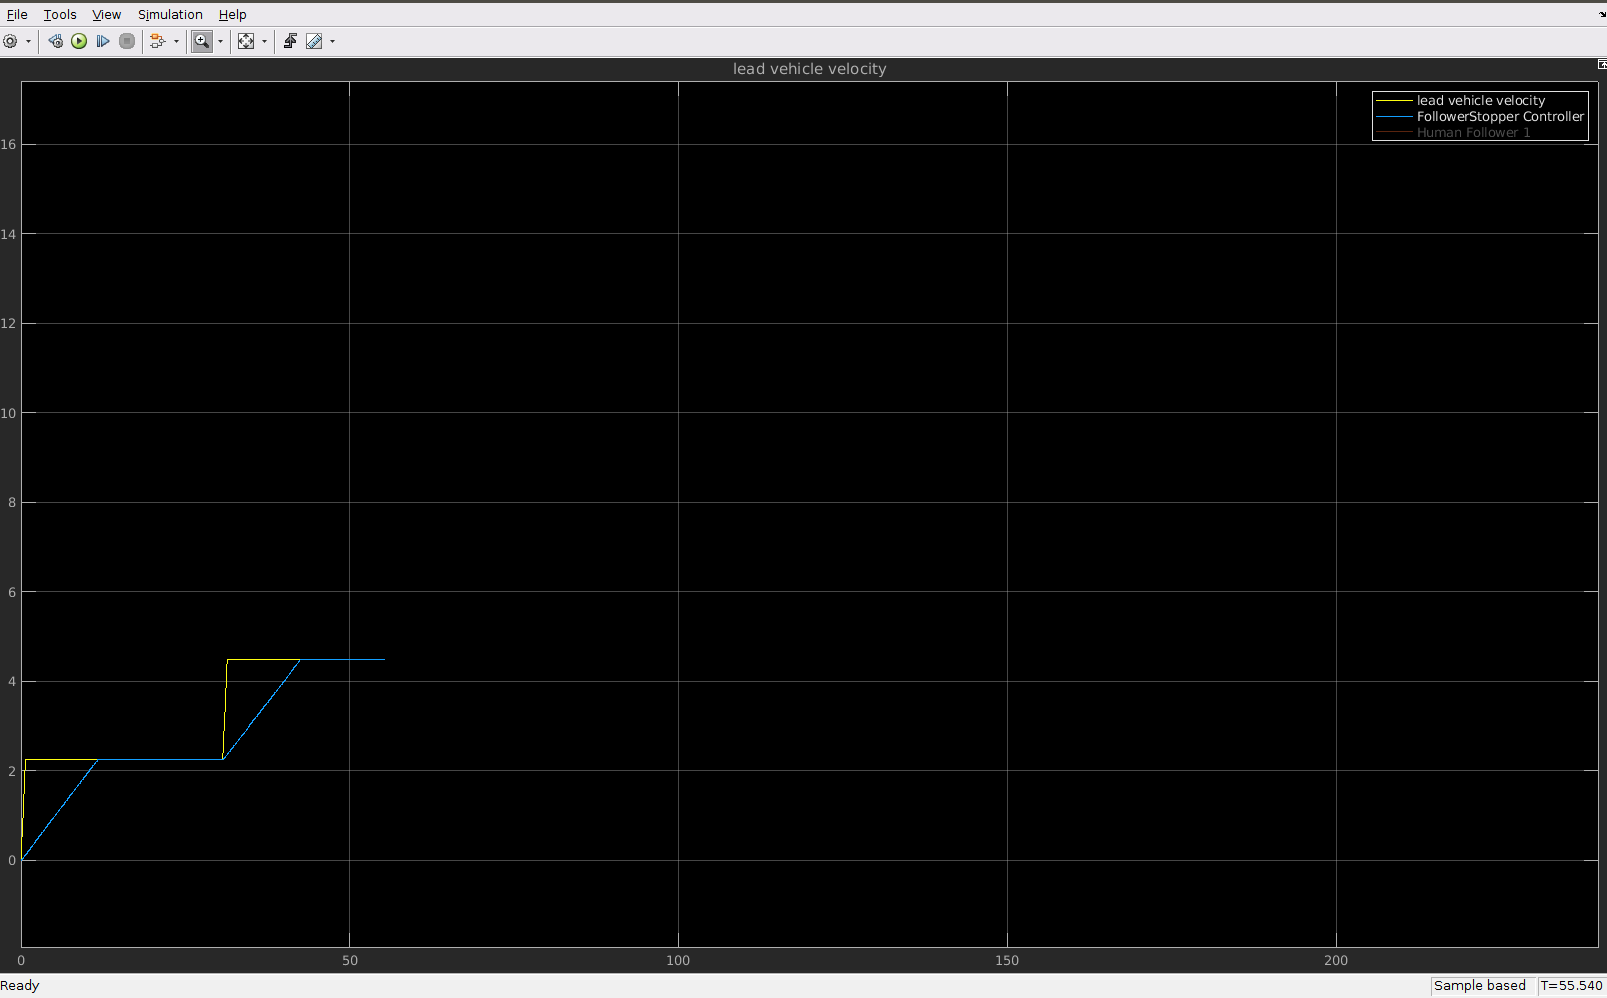 File Tools View Simulation Help
lead vehicle velocity
lead vehicle velocity
FollowerStopper Controller
Human Follower 1
16
14
12
10
8
6
4
2
0
0 50 100 150 200
Ready Sample based T=55.540